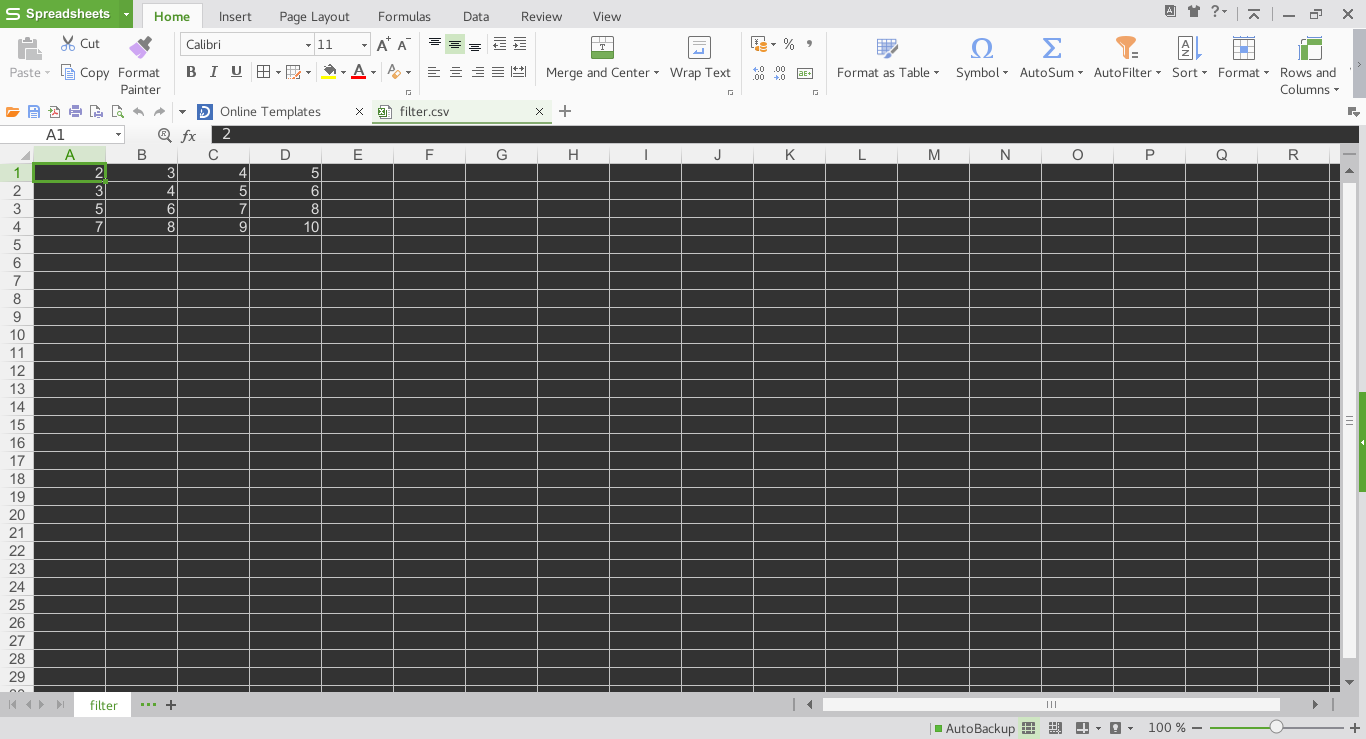 Spreadsheets Home Insert Page Layout Formulas Data Review View
Paste Cut Copy Format Painter
Calibri 11
B I U A
Merge and Center Wrap Text
% ,
Format as Table Symbol AutoSum AutoFilter Sort Format Rows and Columns
Online Templates filter.csv
A1 fx 2
A B C D E F G H I J K L M N O P Q R
1 2 3 4 5
2 3 4 5 6
3 5 6 7 8
4 7 8 9 10
5
6
7
8
9
10
11
12
13
14
15
16
17
18
19
20
21
22
23
24
25
26
27
28
29
filter
AutoBackup 100 %